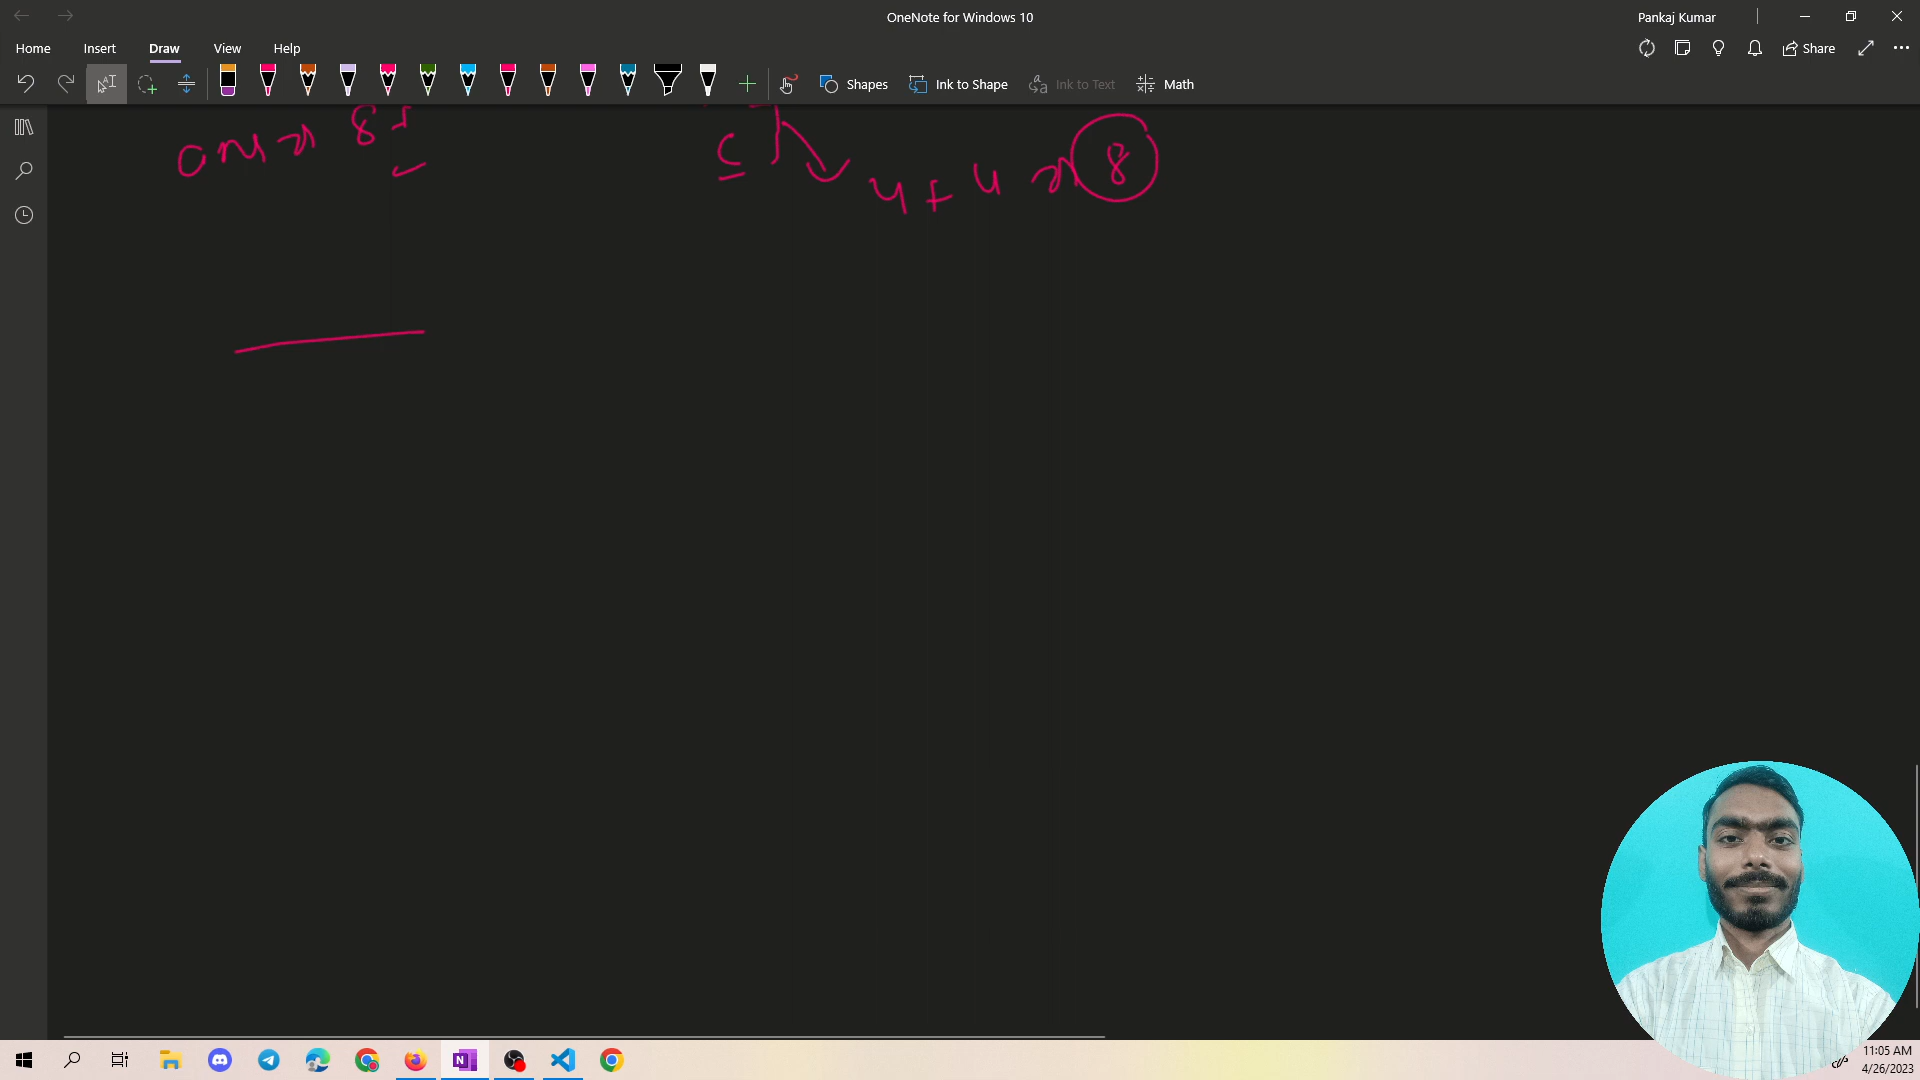 OneNote for Windows 10
Pankaj Kumar
Home Insert Draw View Help
Share
Shapes Ink to Shape Ink to Text Math
ans → 8
c
4 + 4 → 8
11:05 AM
4/26/2023